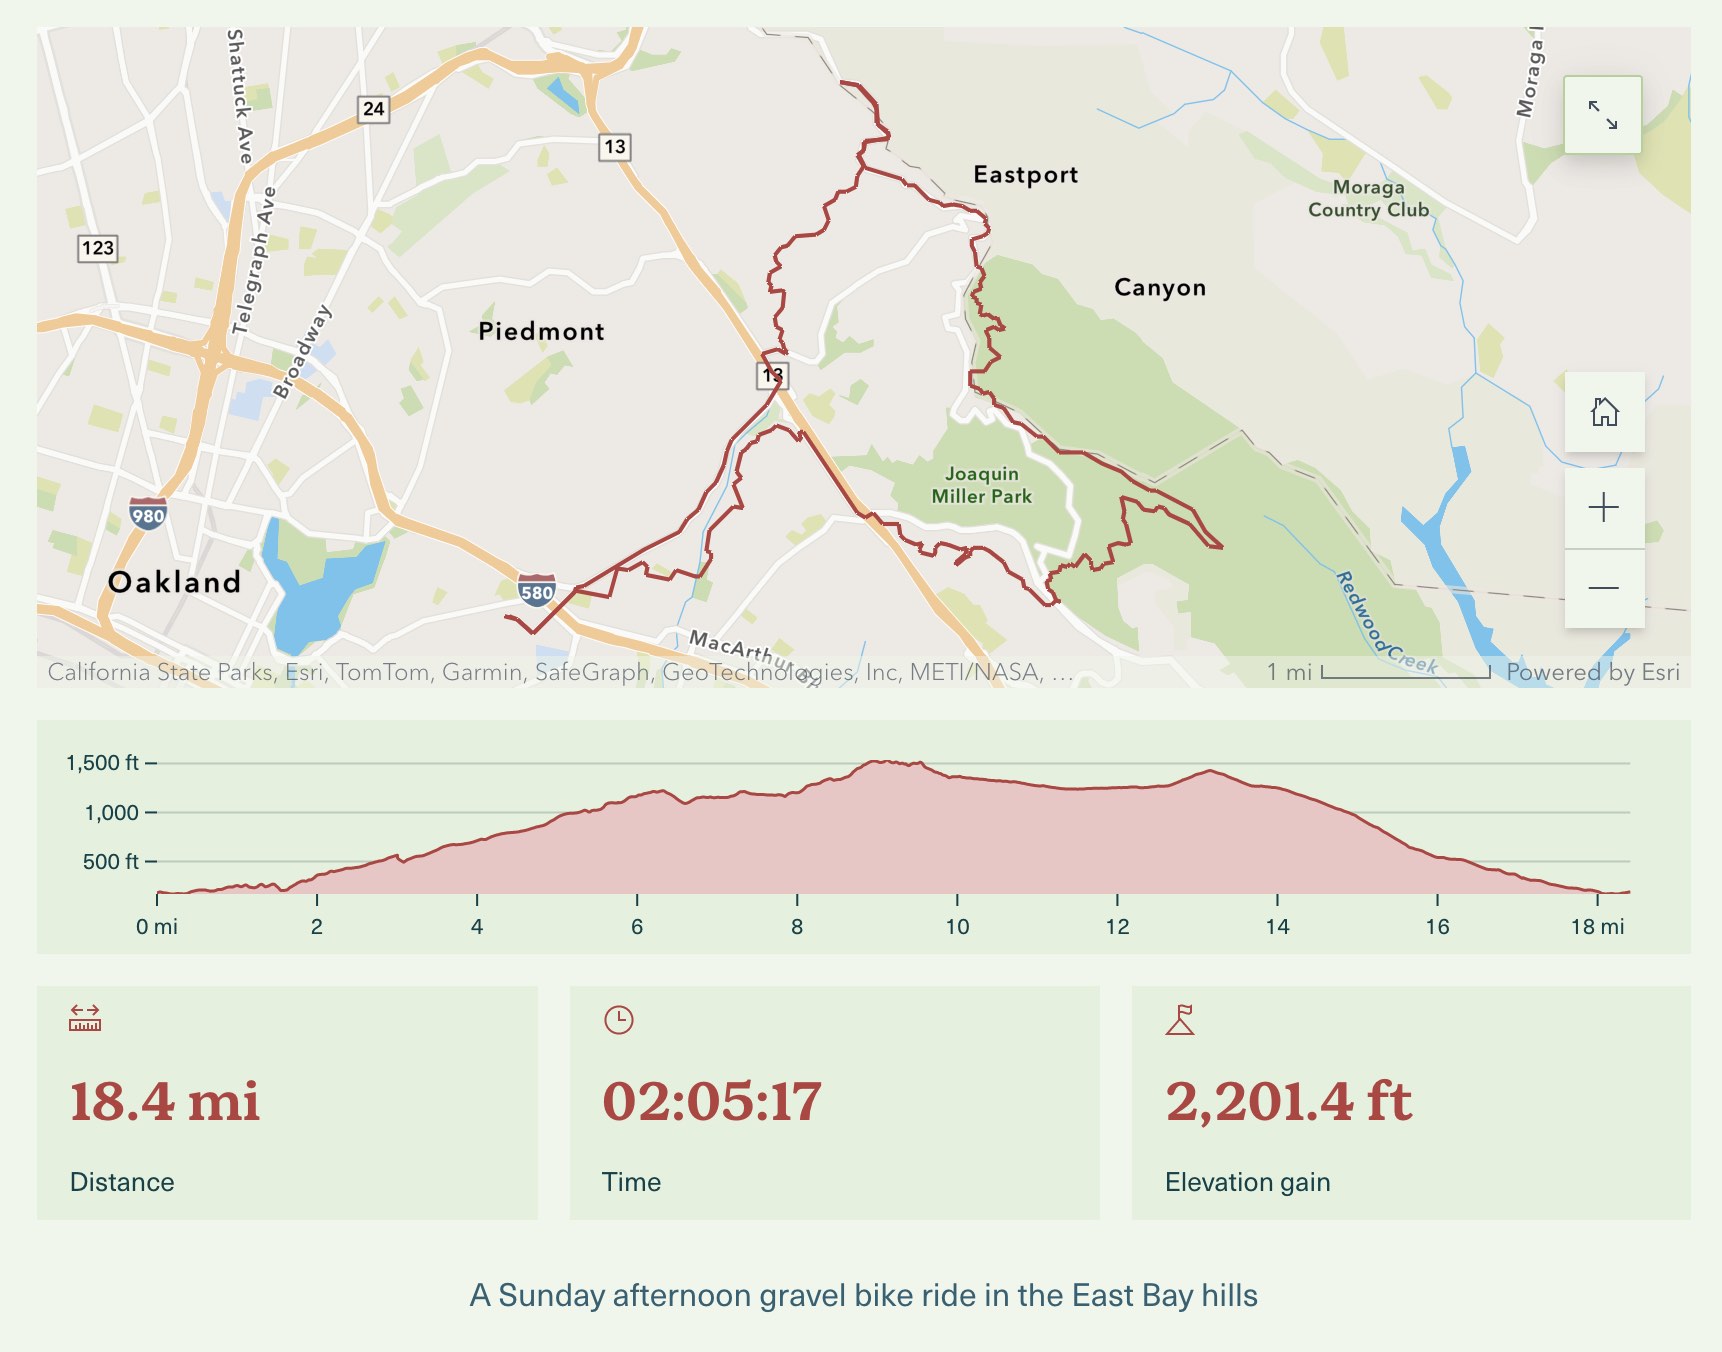 Shattuck Ave
24
13
Moraga
Eastport
Moraga
Country Club
Telegraph Ave
123
Canyon
Piedmont
Broadway
13
Joaquin
Miller Park
980
Oakland
580
Redwood Creek
MacArthur
California State Parks, Esri, TomTom, Garmin, SafeGraph, GeoTechnologies, Inc, METI/NASA, ...
1 mi
Powered by Esri
1,500 ft
1,000
500 ft
0 mi 2 4 6 8 10 12 14 16 18 mi
18.4 mi
Distance
02:05:17
Time
2,201.4 ft
Elevation gain
A Sunday afternoon gravel bike ride in the East Bay hills